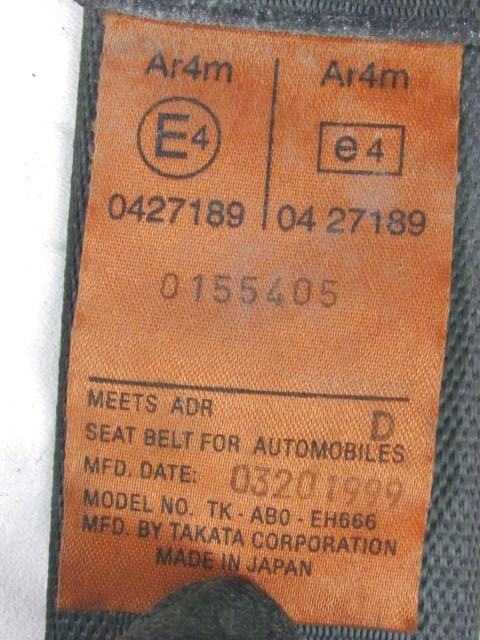 Ar4m Ar4m
E4 e4
0427189 04 27189
0155405
MEETS ADR D
SEAT BELT FOR AUTOMOBILES
MFD. DATE: 03201999
MODEL NO. TK-AB0-EH666
MFD. BY TAKATA CORPORATION
MADE IN JAPAN